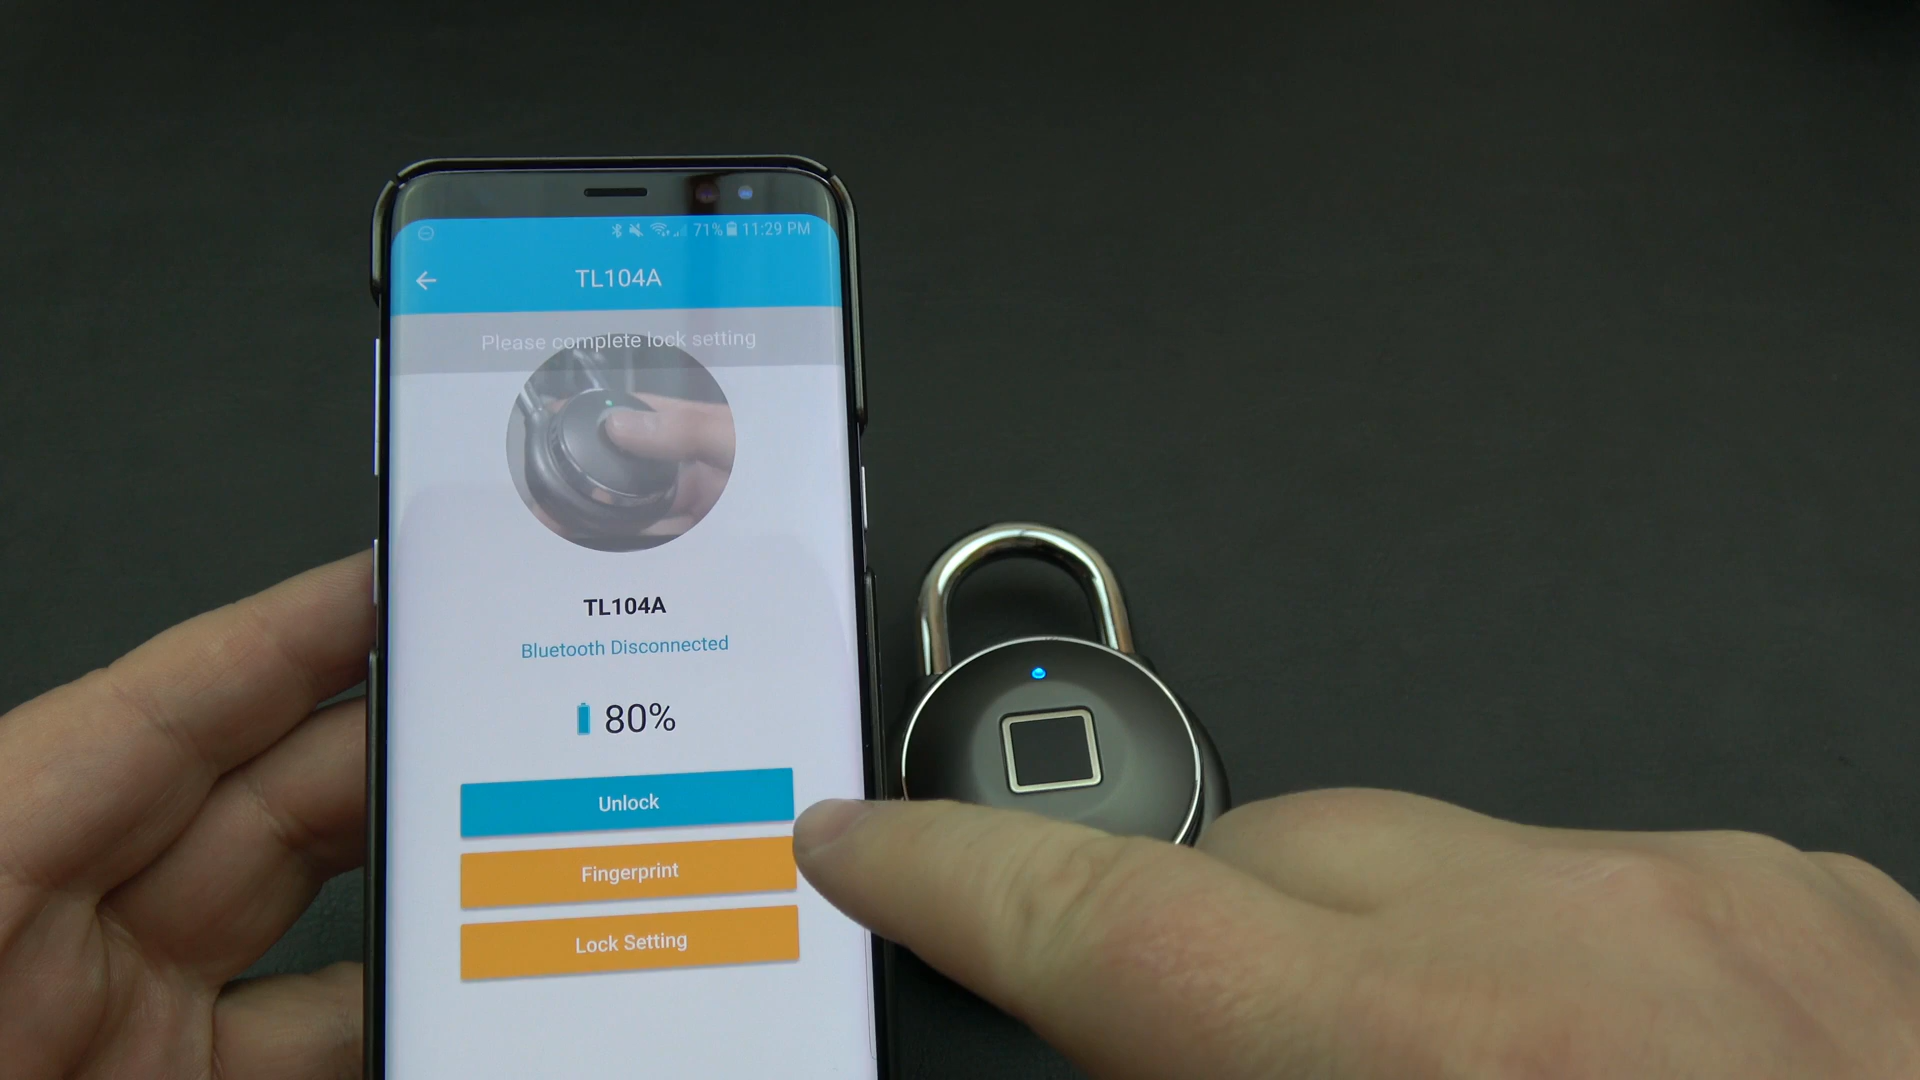 71% 11:29 PM
TL104A
Please complete lock setting
TL104A
Bluetooth Disconnected
80%
Unlock
Fingerprint
Lock Setting